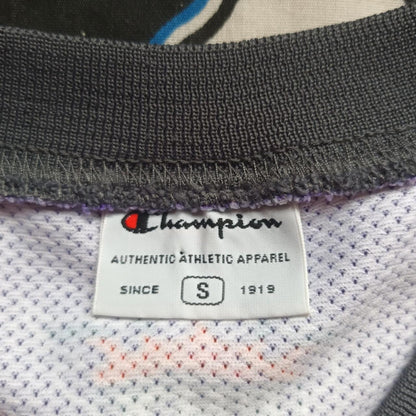 Champion
AUTHENTIC ATHLETIC APPAREL
SINCE S 1919